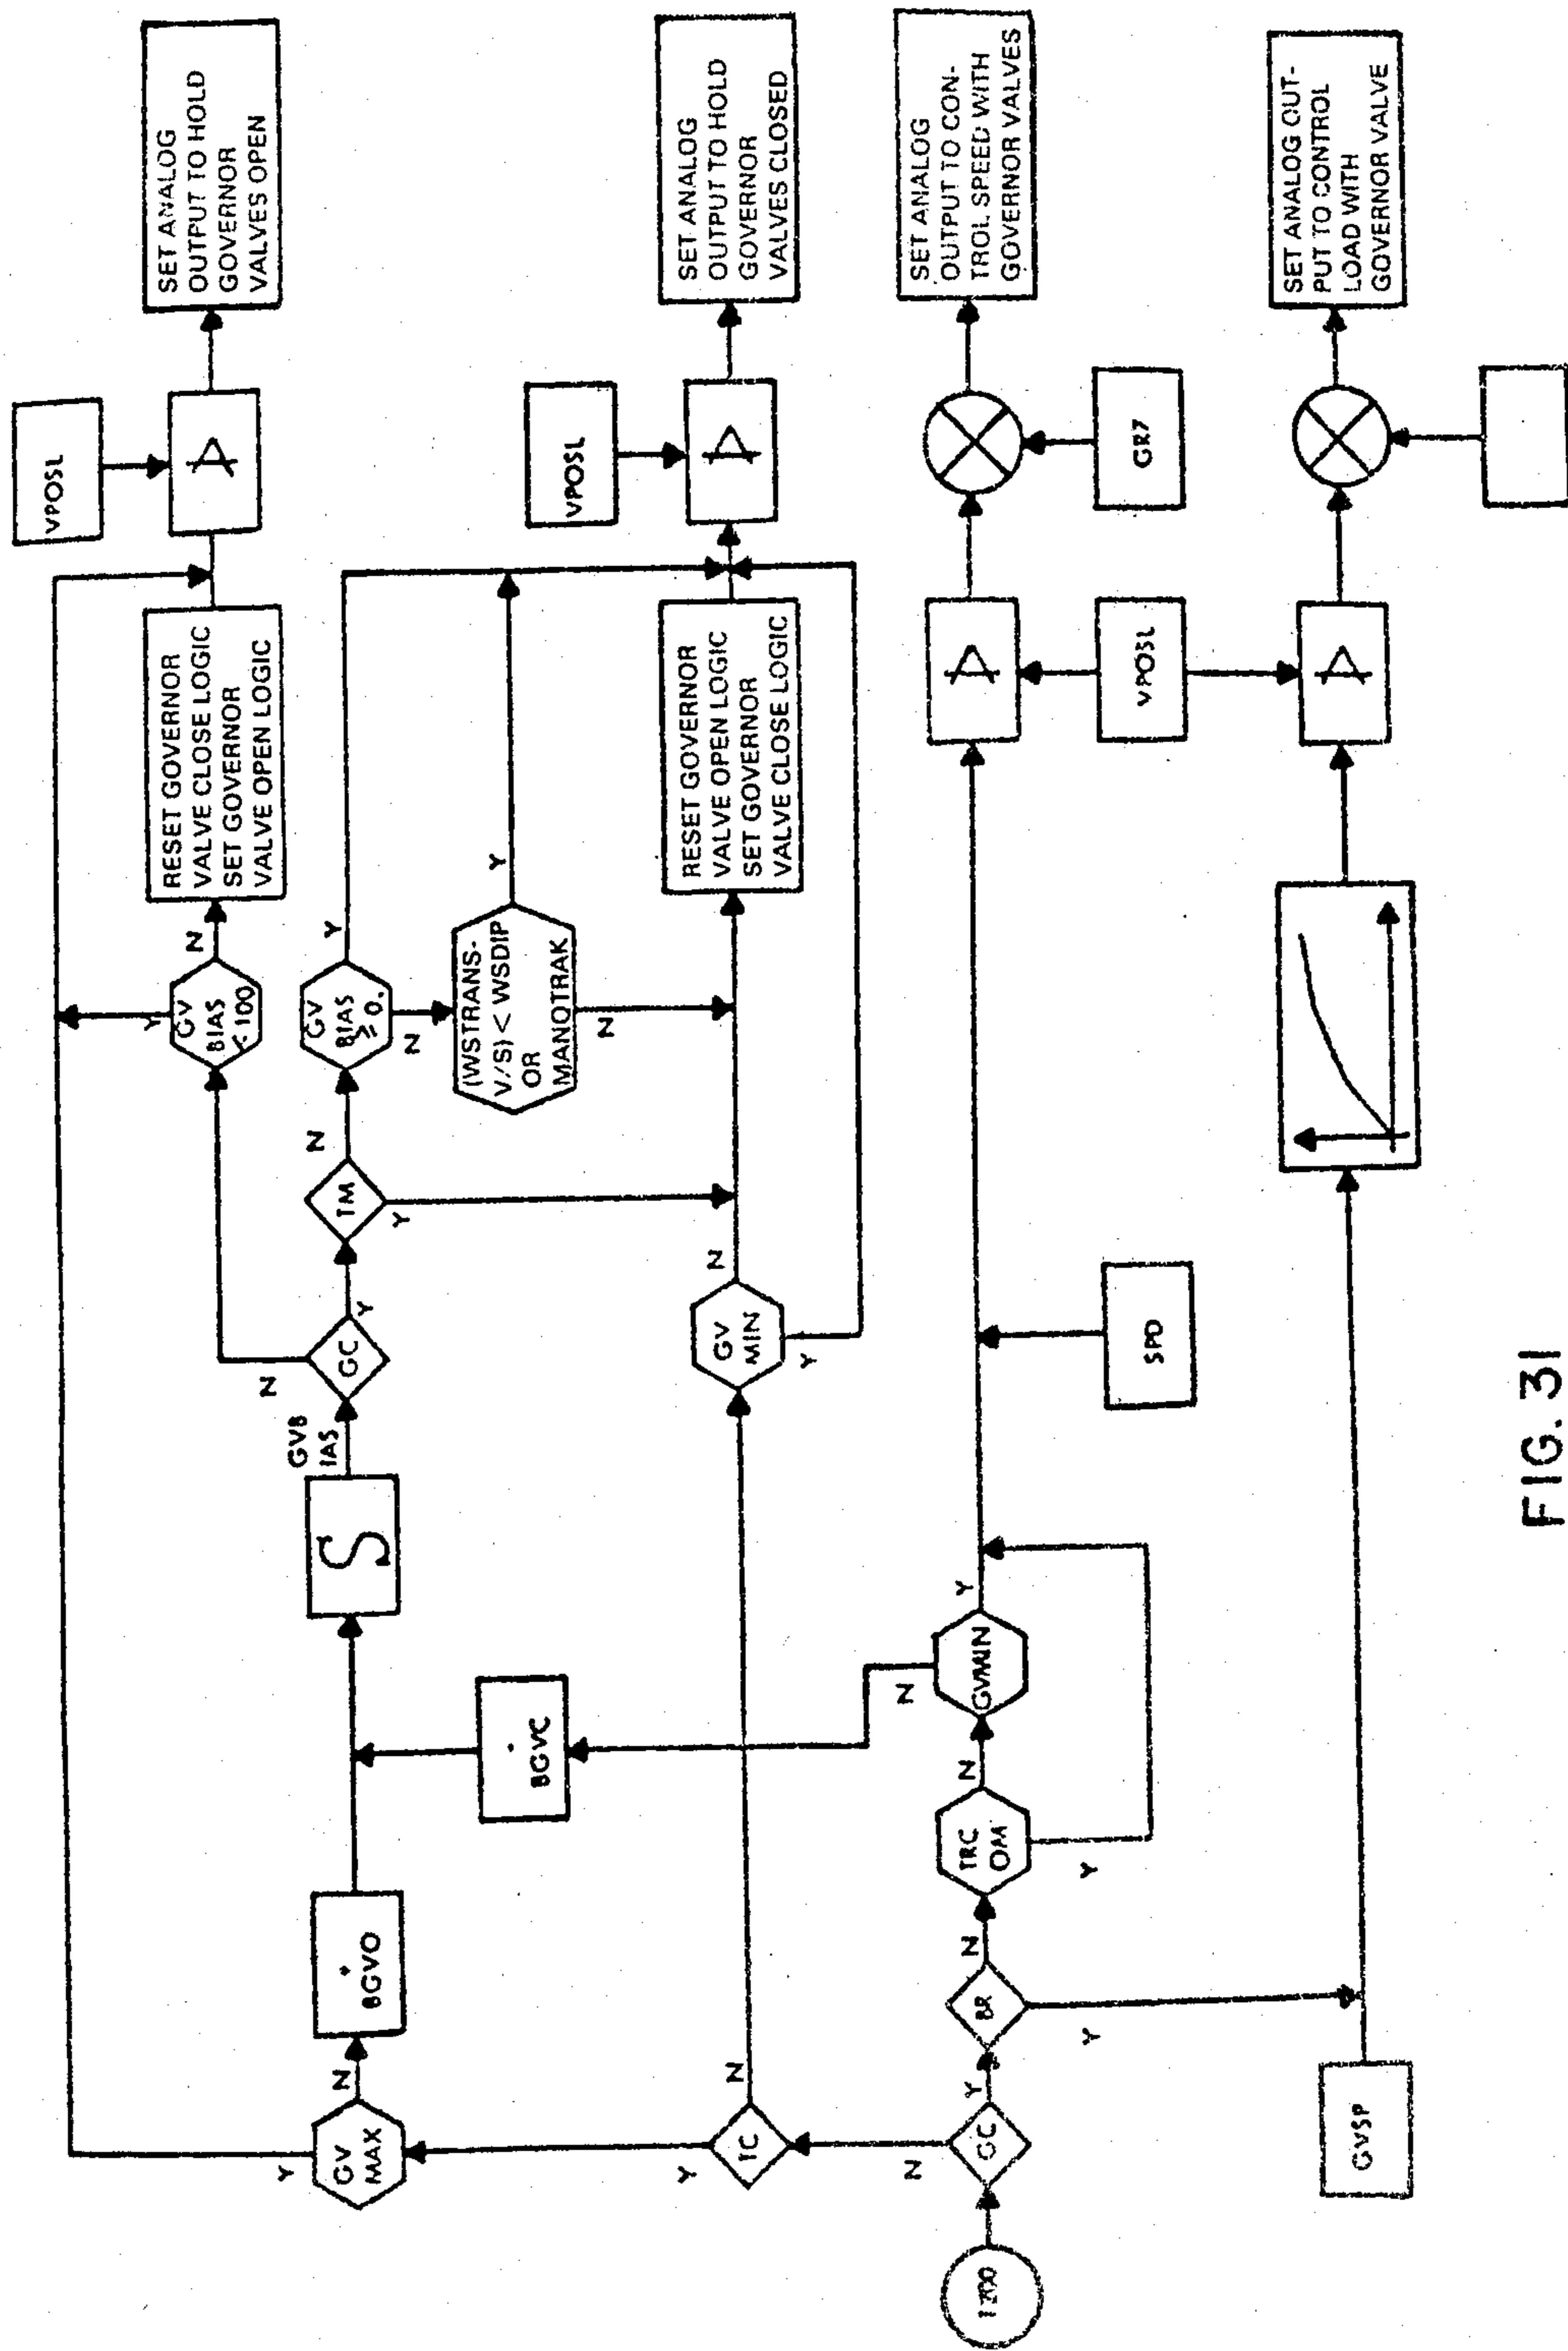 VPOSL
SET ANALOG
OUTPUT TO HOLD
GOVERNOR
VALVES OPEN
Y
GV
BIAS
<100
N
RESET GOVERNOR
VALVE CLOSE LOGIC
SET GOVERNOR
VALVE OPEN LOGIC
Y
GV
MAX
N
BGVO
S
GVB
IAS
GC
N
Y
TM
N
Y
GV
BIAS
≥ 0.
Y
N
(WSTRANS-
V/S) < WSDIP
OR
MANQTRAK
Y
N
VPOSL
SET ANALOG
OUTPUT TO HOLD
GOVERNOR
VALVES CLOSED
BGVC
Y
TC
N
GV
MIN
N
Y
RESET GOVERNOR
VALVE OPEN LOGIC
SET GOVERNOR
VALVE CLOSE LOGIC
1200
N
GC
Y
BR
N
Y
TRC
OM
N
Y
GVMIN
N
Y
SPD
VPOSL
GR7
SET ANALOG
OUTPUT TO CON-
TROL SPEED WITH
GOVERNOR VALVES
GVSP
SET ANALOG OUT-
PUT TO CONTROL
LOAD WITH
GOVERNOR VALVE
FIG. 31